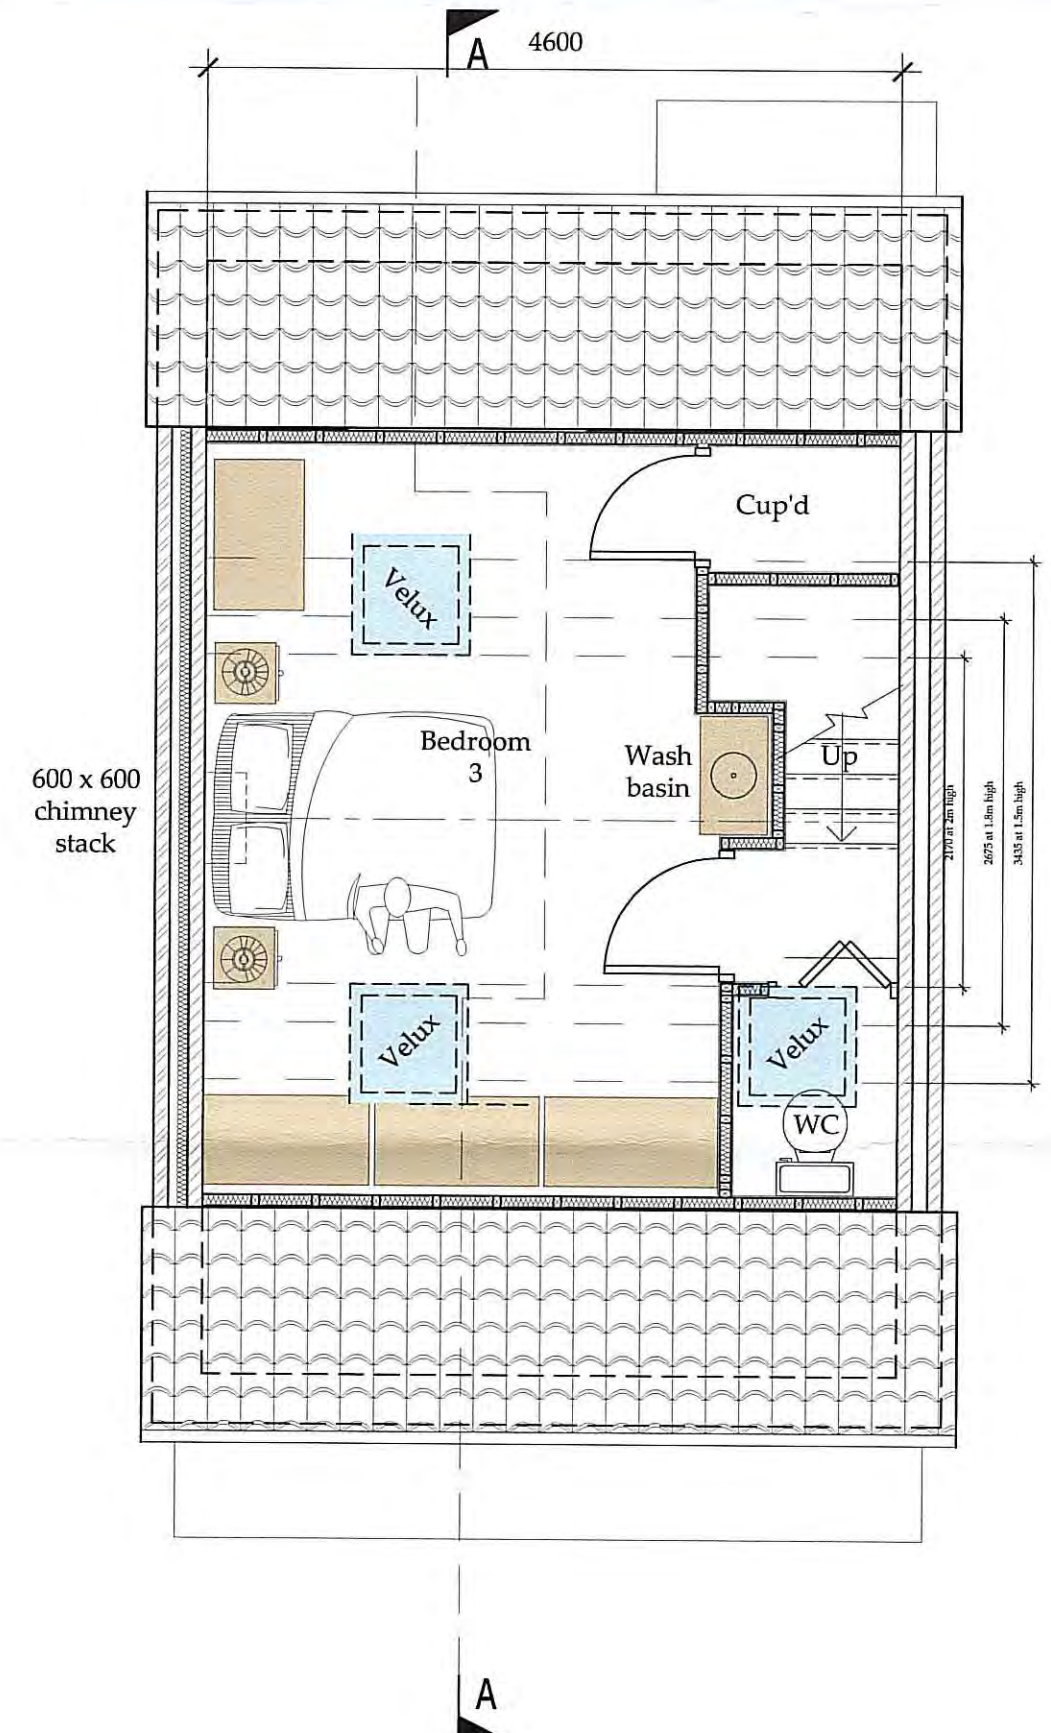 A
4600
Cup'd
Velux
Bedroom
3
Wash
basin
Up
600 x 600
chimney
stack
2170 at 2m high
2675 at 1.8m high
3435 at 1.5m high
Velux
Velux
WC
A